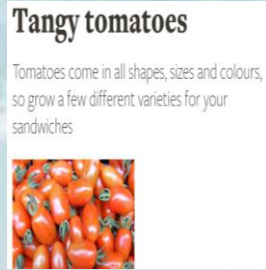 Tangy tomatoes
Tomatoes come in all shapes, sizes and colours,
so grow a few different varieties for your
sandwiches